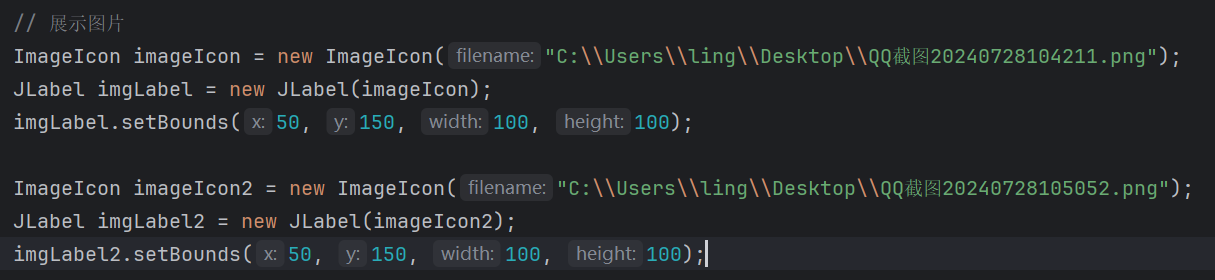 // 展示图片
ImageIcon imageIcon = new ImageIcon( filename: "C:\\Users\\ling\\Desktop\\QQ截图20240728104211.png");
JLabel imgLabel = new JLabel(imageIcon);
imgLabel.setBounds( x: 50, y: 150, width: 100, height: 100);
ImageIcon imageIcon2 = new ImageIcon( filename: "C:\\Users\\ling\\Desktop\\QQ截图20240728105052.png");
JLabel imgLabel2 = new JLabel(imageIcon2);
imgLabel2.setBounds( x: 50, y: 150, width: 100, height: 100);